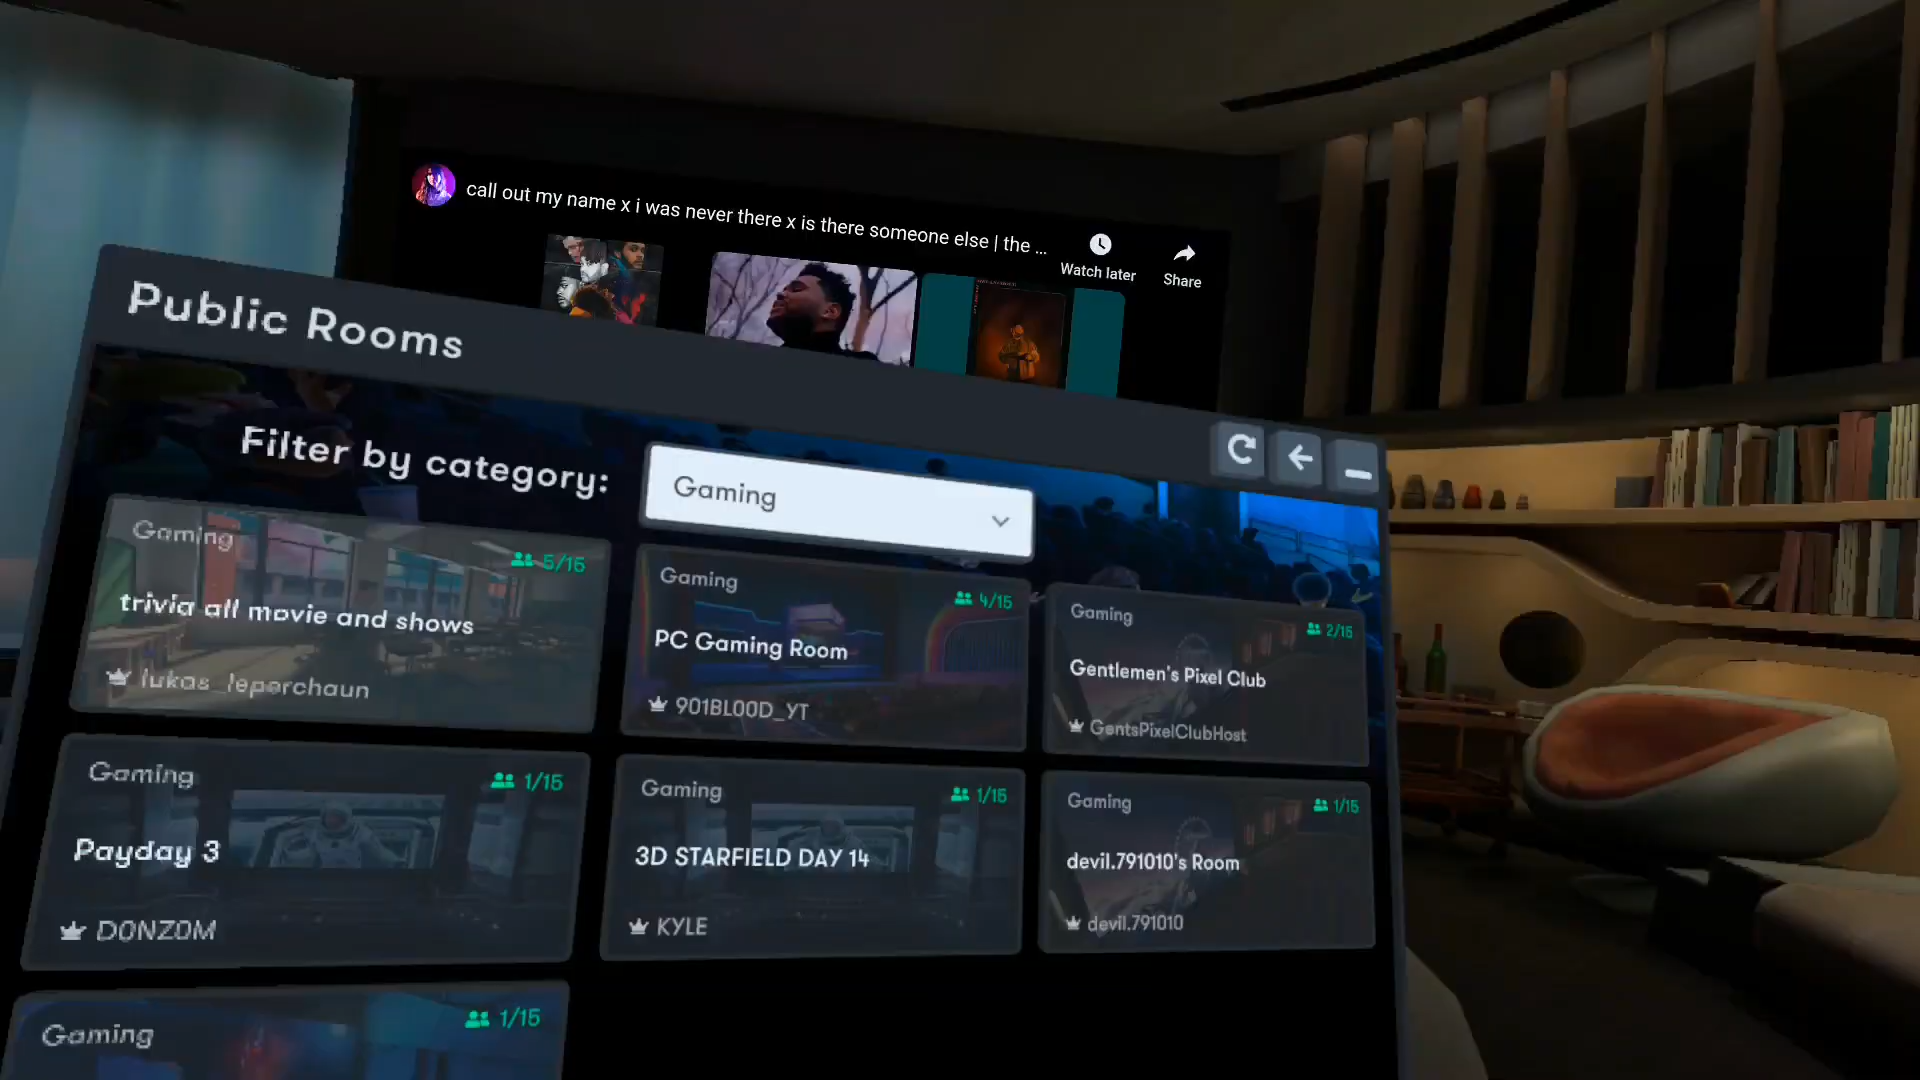 call out my name x i was never there x is there someone else | the ...
Watch later
Share
Public Rooms
Filter by category:
Gaming
Gaming
5/15
trivia all movie and shows
lukas_leperchaun
Gaming
4/15
PC Gaming Room
901BL00D_YT
Gaming
2/15
Gentlemen's Pixel Club
GentsPixelClubHost
Gaming
1/15
Payday 3
D0NZ0M
Gaming
1/15
3D STARFIELD DAY 14
KYLE
Gaming
1/15
devil.791010's Room
devil.791010
Gaming
1/15